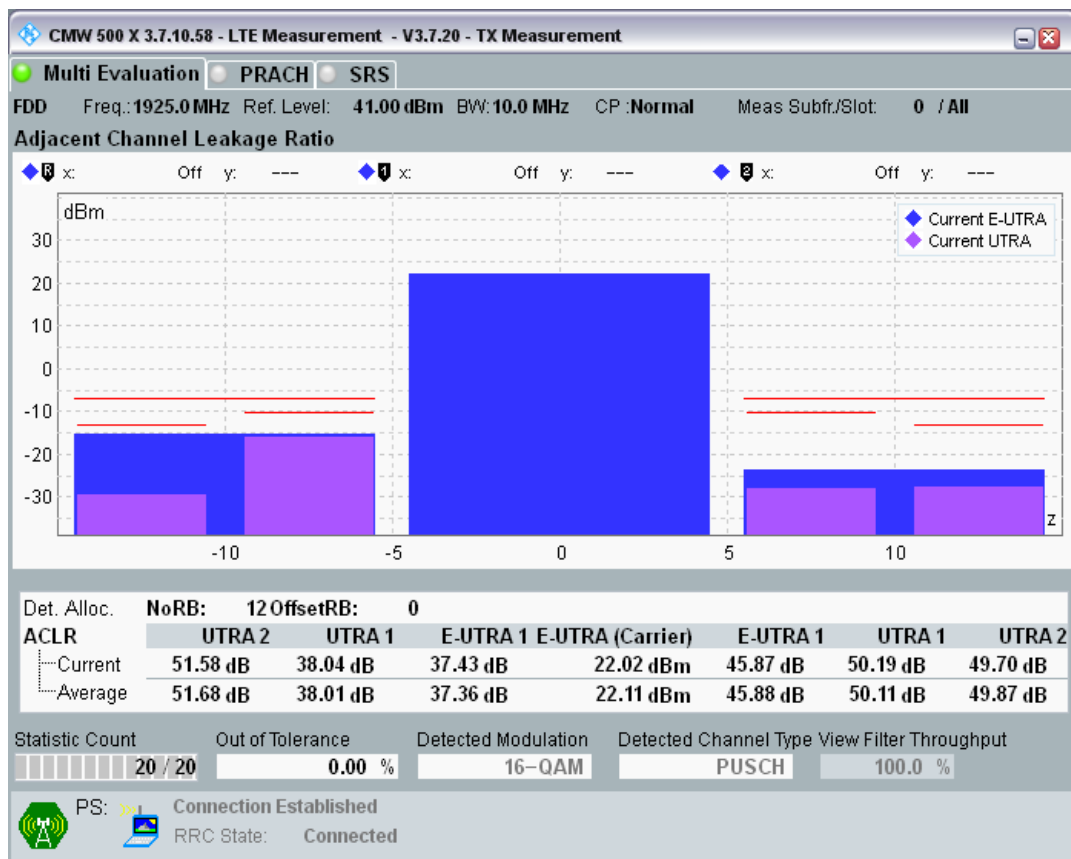 CMW 500 X 3.7.10.58 - LTE Measurement - V3.7.20 - TX Measurement
Multi Evaluation PRACH SRS
FDD Freq.:1925.0 MHz Ref. Level: 41.00 dBm BW:10.0 MHz CP :Normal Meas Subfr./Slot: 0 / All
Adjacent Channel Leakage Ratio
R x: Off y: --- 1 x: Off y: --- 2 x: Off y: ---
dBm
Current E-UTRA
Current UTRA
30
20
10
0
-10
-20
-30
z
-10 -5 0 5 10
Det. Alloc. NoRB: 12 OffsetRB: 0
ACLR UTRA 2 UTRA 1 E-UTRA 1 E-UTRA (Carrier) E-UTRA 1 UTRA 1 UTRA 2
Current 51.58 dB 38.04 dB 37.43 dB 22.02 dBm 45.87 dB 50.19 dB 49.70 dB
Average 51.68 dB 38.01 dB 37.36 dB 22.11 dBm 45.88 dB 50.11 dB 49.87 dB
Statistic Count Out of Tolerance Detected Modulation Detected Channel Type View Filter Throughput
20 / 20 0.00 % 16-QAM PUSCH 100.0 %
PS: Connection Established
RRC State: Connected